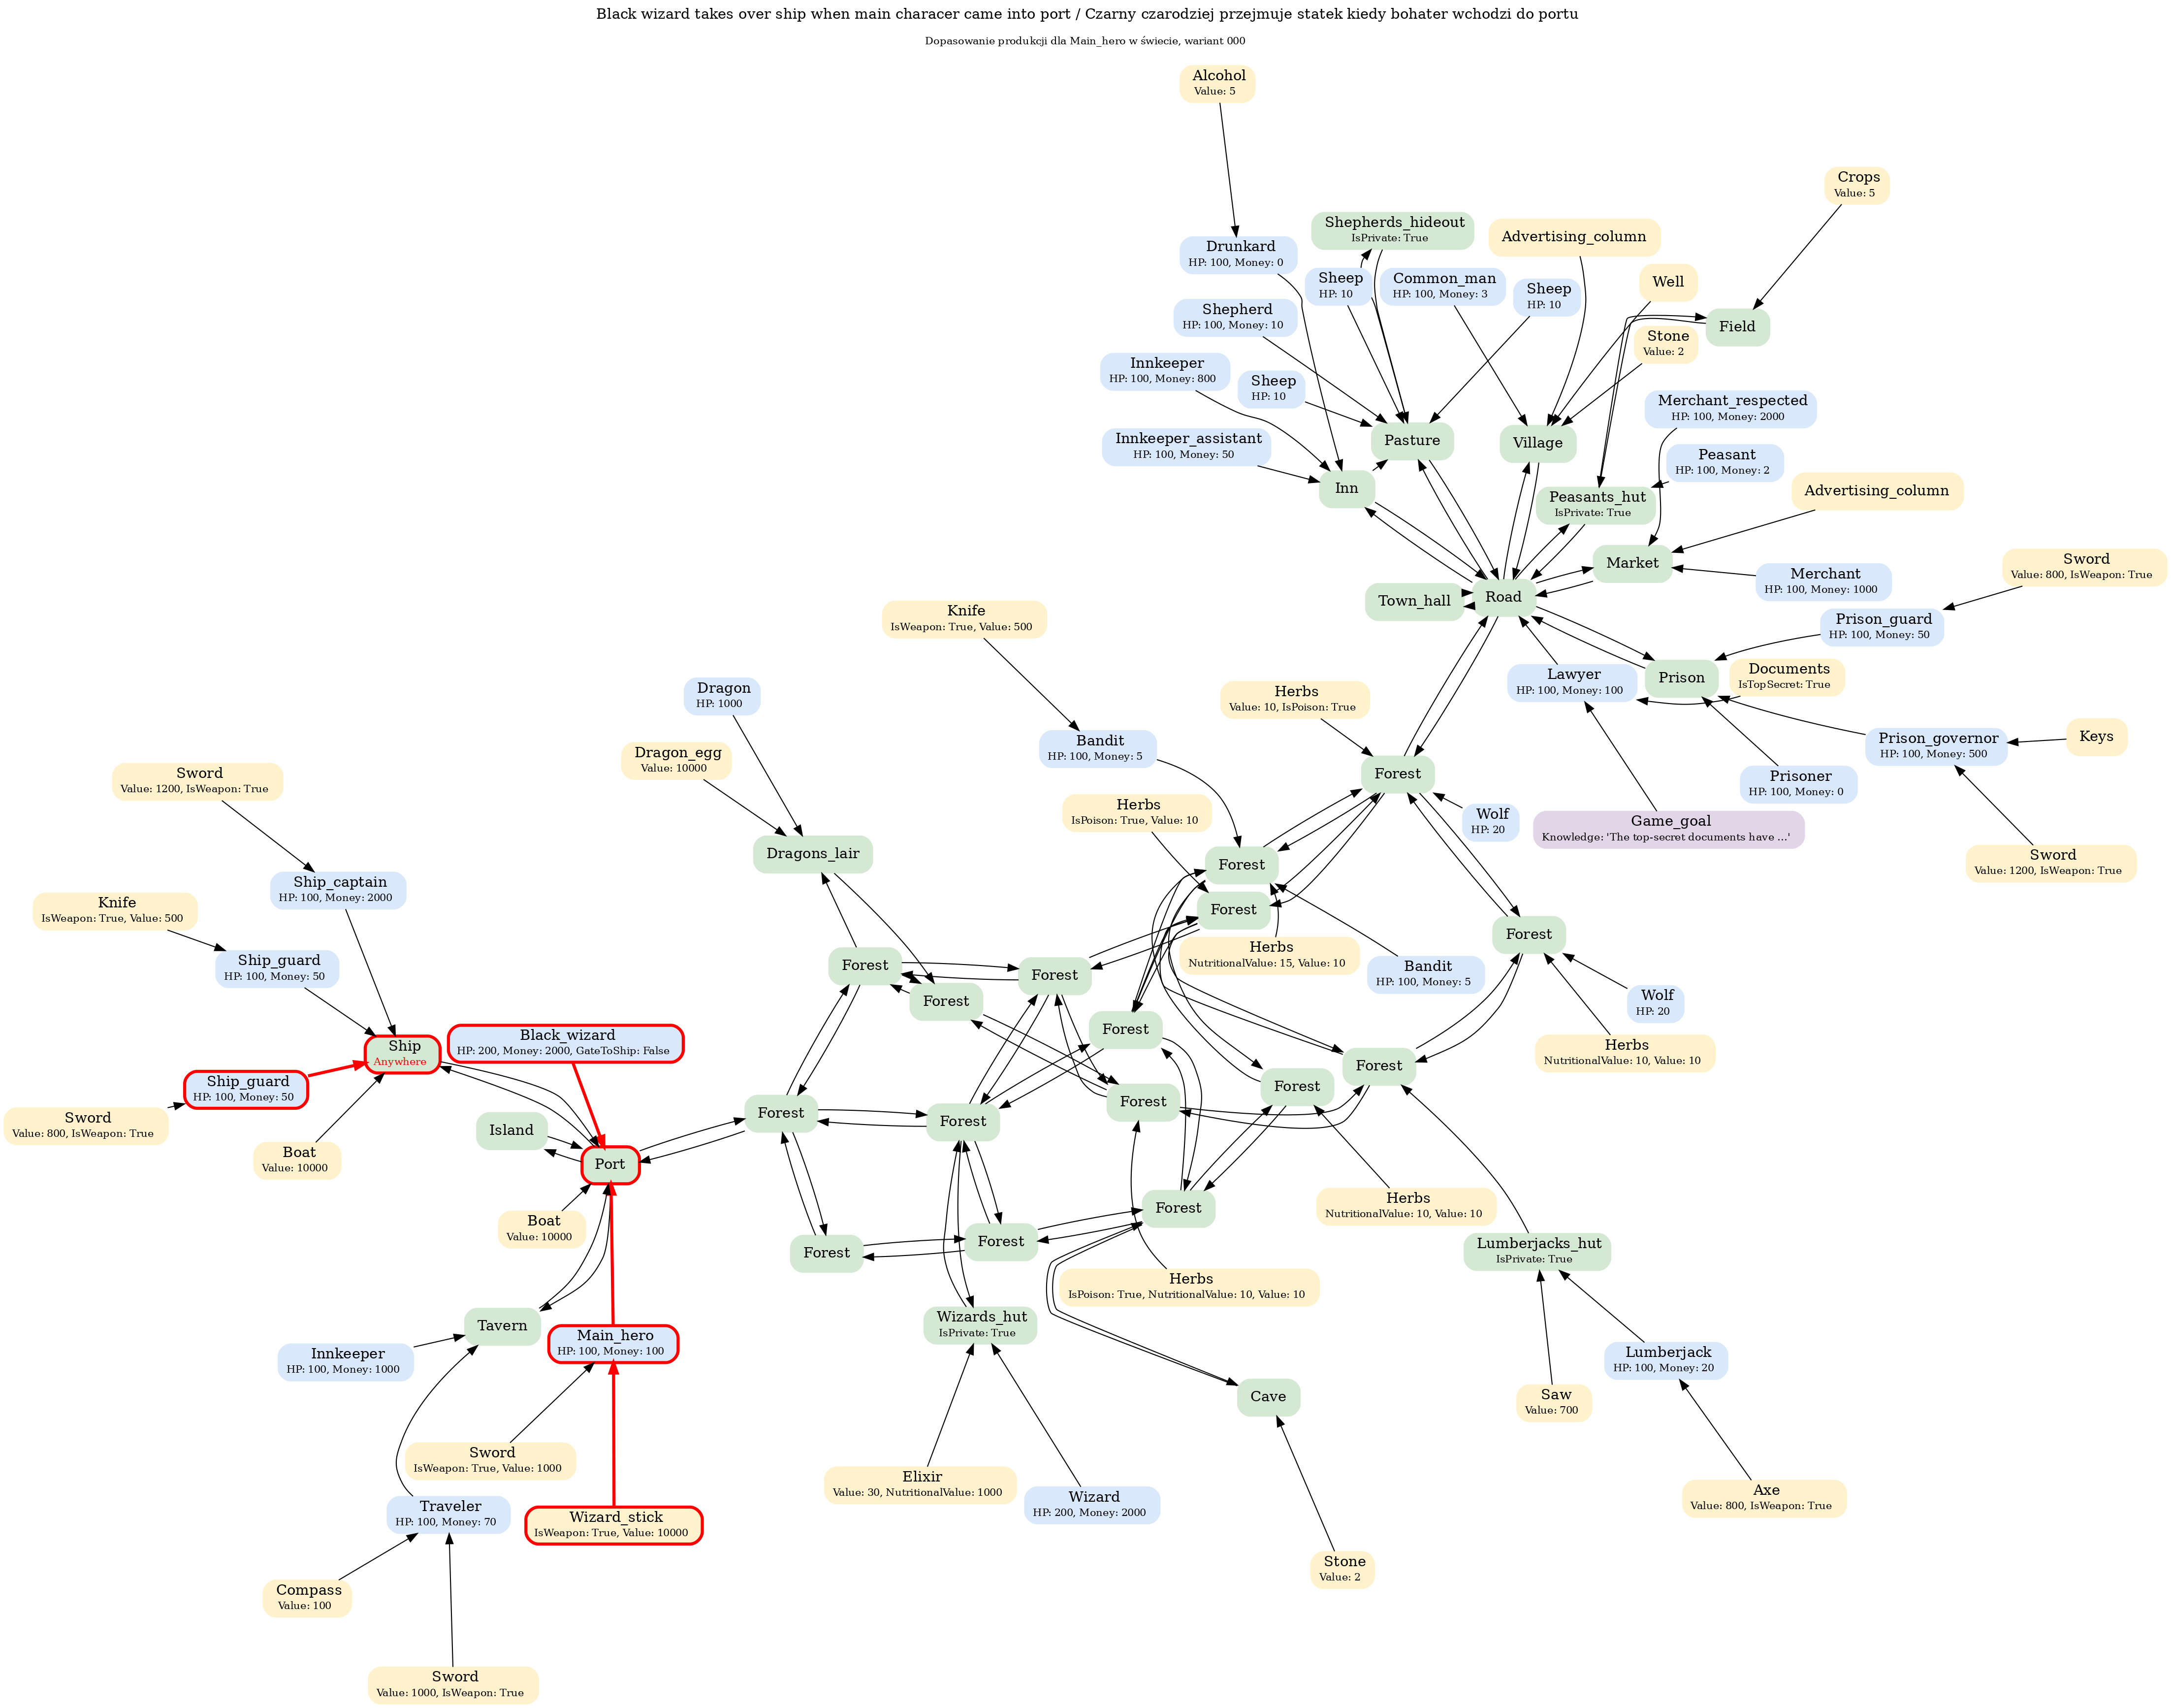 Black wizard takes over ship when main characer came into port / Czarny czarodziej przejmuje statek kiedy bohater wchodzi do portu
Dopasowanie produkcji dla Main_hero w świecie, wariant 000
Alcohol
Value: 5
Crops
Value: 5
Drunkard
HP: 100, Money: 0
Shepherds_hideout
IsPrivate: True
Advertising_column
Sheep
HP: 10
Common_man
HP: 100, Money: 3
Sheep
HP: 10
Well
Shepherd
HP: 100, Money: 10
Field
Stone
Value: 2
Innkeeper
HP: 100, Money: 800
Sheep
HP: 10
Merchant_respected
HP: 100, Money: 2000
Innkeeper_assistant
HP: 100, Money: 50
Pasture
Village
Peasant
HP: 100, Money: 2
Inn
Peasants_hut
IsPrivate: True
Advertising_column
Market
Merchant
HP: 100, Money: 1000
Sword
Value: 800, IsWeapon: True
Town_hall
Road
Knife
IsWeapon: True, Value: 500
Prison_guard
HP: 100, Money: 50
Dragon
HP: 1000
Herbs
Value: 10, IsPoison: True
Lawyer
HP: 100, Money: 100
Prison
Documents
IsTopSecret: True
Dragon_egg
Value: 10000
Bandit
HP: 100, Money: 5
Prison_governor
HP: 100, Money: 500
Keys
Sword
Value: 1200, IsWeapon: True
Forest
Prisoner
HP: 100, Money: 0
Herbs
IsPoison: True, Value: 10
Wolf
HP: 20
Game_goal
Knowledge: 'The top-secret documents have ...'
Dragons_lair
Forest
Sword
Value: 1200, IsWeapon: True
Ship_captain
HP: 100, Money: 2000
Knife
IsWeapon: True, Value: 500
Forest
Forest
Herbs
NutritionalValue: 15, Value: 10
Ship_guard
HP: 100, Money: 50
Forest
Forest
Bandit
HP: 100, Money: 5
Forest
Wolf
HP: 20
Ship
Anywhere
Black_wizard
HP: 200, Money: 2000, GateToShip: False
Forest
Herbs
NutritionalValue: 10, Value: 10
Forest
Ship_guard
HP: 100, Money: 50
Forest
Forest
Sword
Value: 800, IsWeapon: True
Island
Forest
Forest
Boat
Value: 10000
Port
Boat
Value: 10000
Forest
Herbs
NutritionalValue: 10, Value: 10
Forest
Forest
Lumberjacks_hut
IsPrivate: True
Herbs
IsPoison: True, NutritionalValue: 10, Value: 10
Tavern
Wizards_hut
IsPrivate: True
Innkeeper
HP: 100, Money: 1000
Main_hero
HP: 100, Money: 100
Lumberjack
HP: 100, Money: 20
Cave
Saw
Value: 700
Sword
IsWeapon: True, Value: 1000
Elixir
Value: 30, NutritionalValue: 1000
Wizard
HP: 200, Money: 2000
Axe
Value: 800, IsWeapon: True
Traveler
HP: 100, Money: 70
Wizard_stick
IsWeapon: True, Value: 10000
Stone
Value: 2
Compass
Value: 100
Sword
Value: 1000, IsWeapon: True